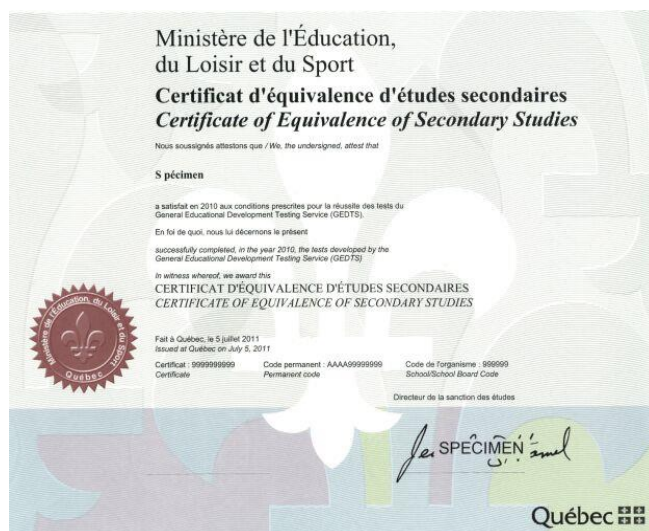 Ministère de l'Éducation,
du Loisir et du Sport
Certificat d'équivalence d'études secondaires
Certificate of Equivalence of Secondary Studies
Nous soussignés attestons que / We, the undersigned, attest that
S pécimen
a satisfait en 2010 aux conditions prescrites pour la réussite des tests du
General Educational Development Testing Service (GEDTS).
En foi de quoi, nous lui décernons le présent
successfully completed, in the year 2010, the tests developed by the
General Educational Development Testing Service (GEDTS)
In witness whereof, we award this
CERTIFICAT D'ÉQUIVALENCE D'ÉTUDES SECONDAIRES
CERTIFICATE OF EQUIVALENCE OF SECONDARY STUDIES
Ministère de l'Éducation, du Loisir et du Sport
Québec
Fait à Québec, le 5 juillet 2011
Issued at Québec on July 5, 2011
Certificat : 9999999999 Code permanent : AAAA99999999 Code de l'organisme : 999999
Certificate Permanent code School/School Board Code
Directeur de la sanction des études
SPÉCIMEN
Québec